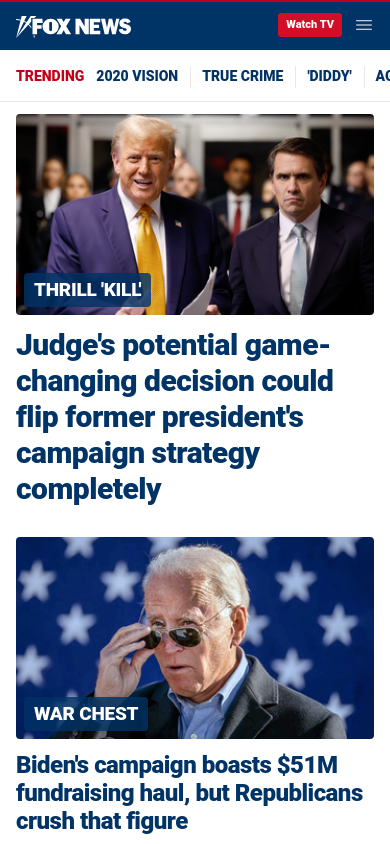 FOX NEWS
Watch TV
TRENDING 2020 VISION TRUE CRIME 'DIDDY'
THRILL 'KILL'
Judge's potential game-
changing decision could
flip former president's
campaign strategy
completely
WAR CHEST
Biden's campaign boasts $51M
fundraising haul, but Republicans
crush that figure